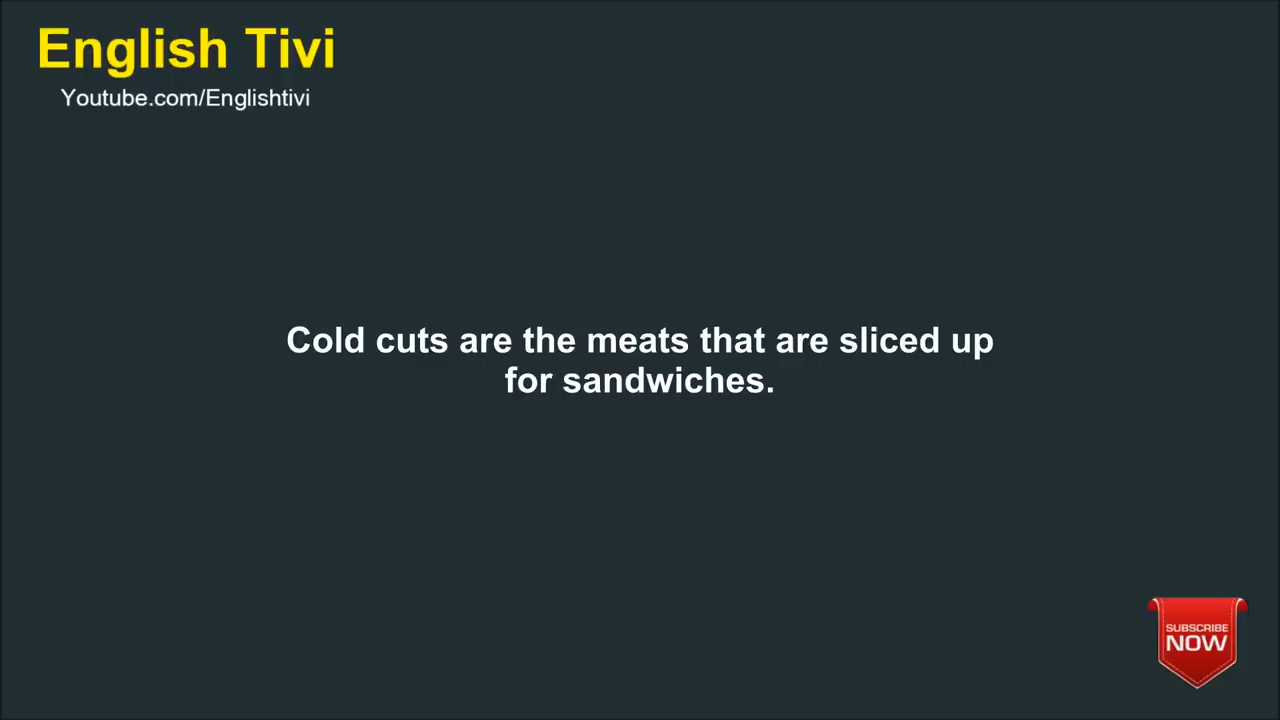 English Tivi
Youtube.com/Englishtivi
Cold cuts are the meats that are sliced up
for sandwiches.
SUBSCRIBE
NOW